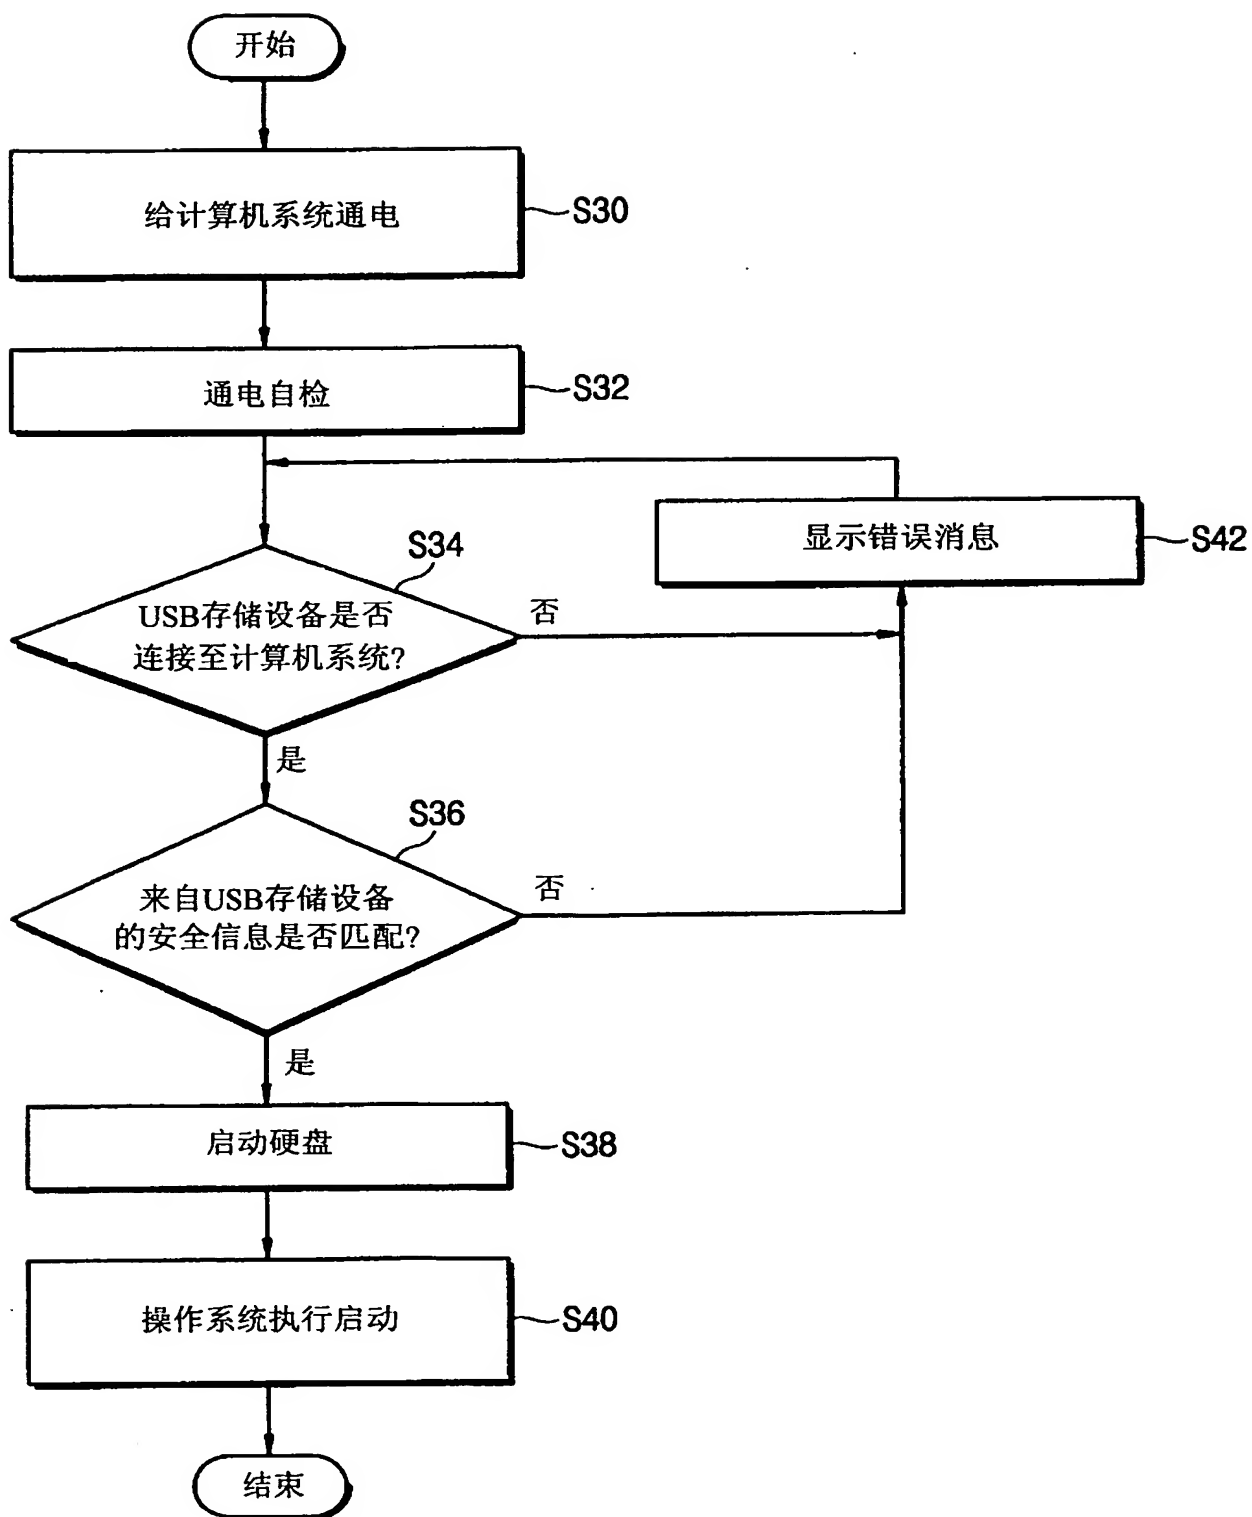 开始
给计算机系统通电
S30
通电自检
S32
显示错误消息
S42
S34
USB存储设备是否
连接至计算机系统?
否
是
S36
来自USB存储设备
的安全信息是否匹配?
否
是
启动硬盘
S38
操作系统执行启动
S40
结束